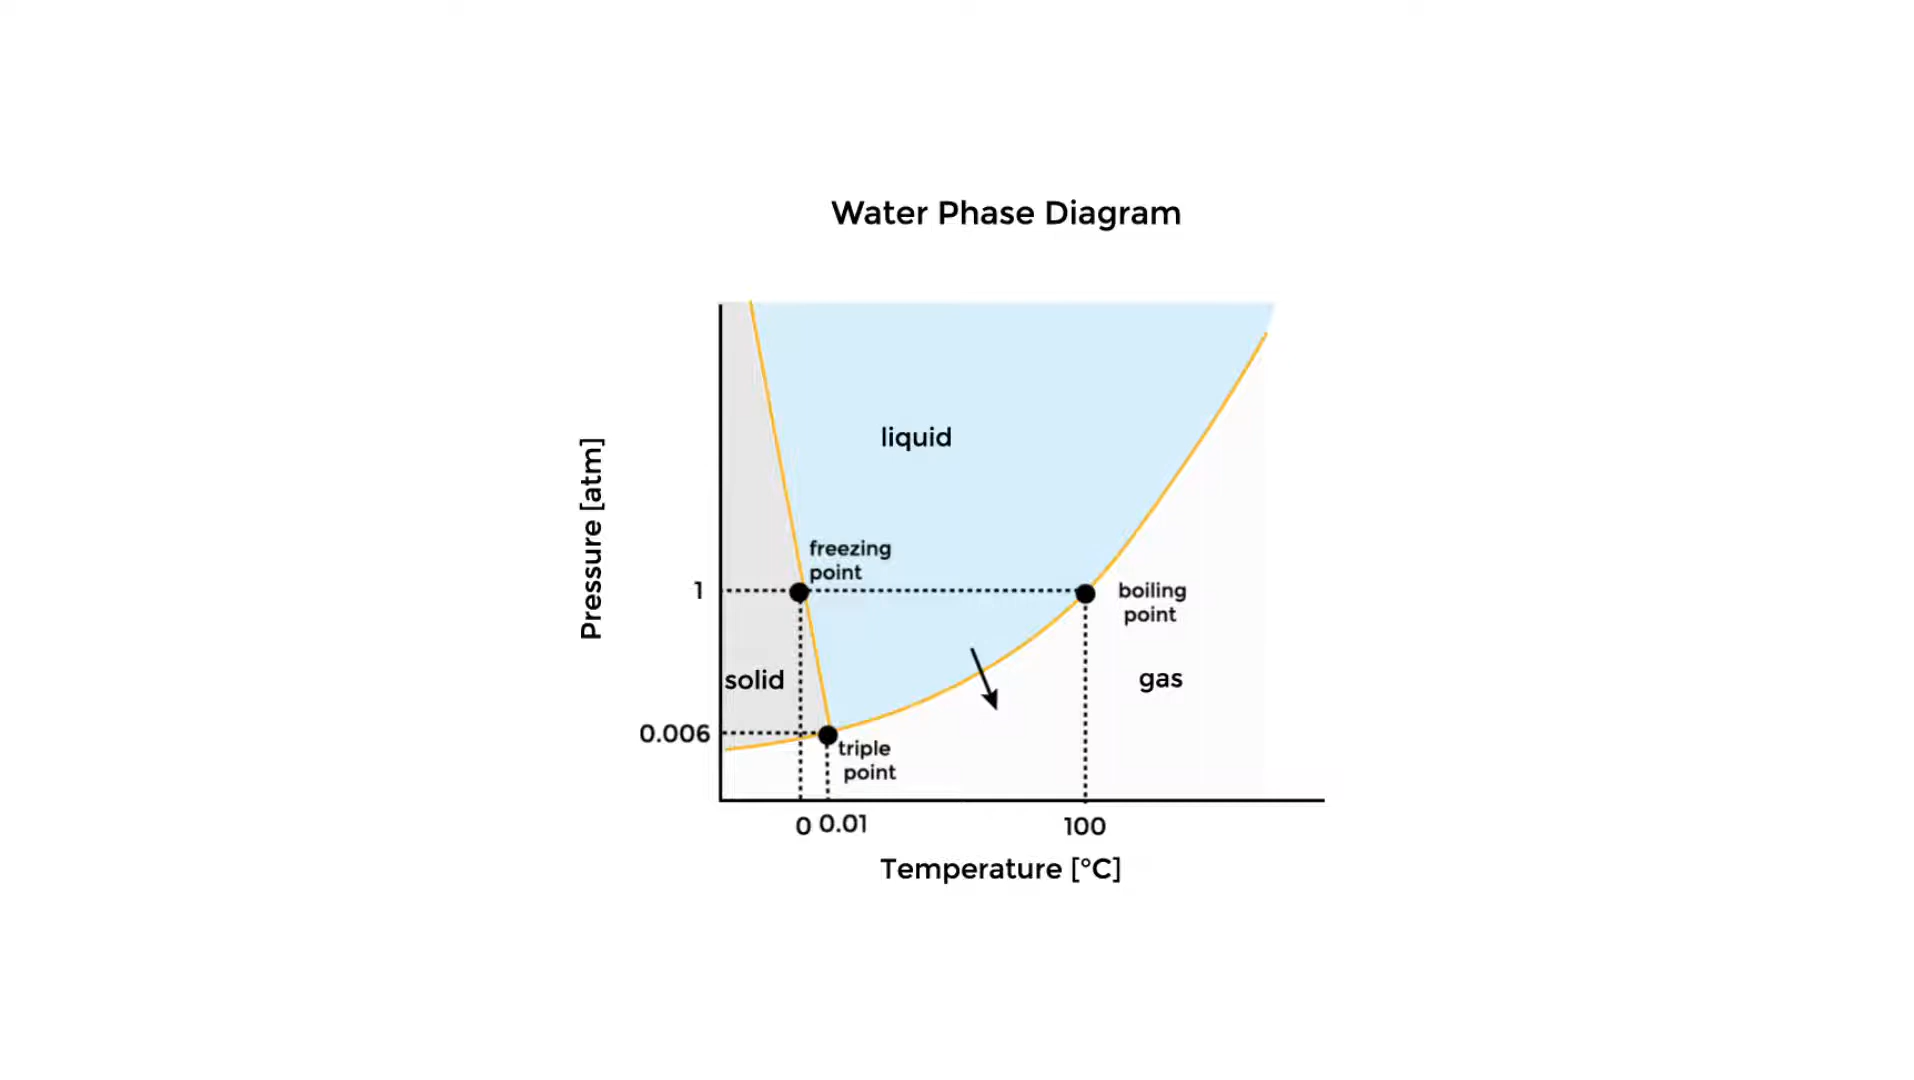 Water Phase Diagram
Pressure [atm]
liquid
freezing
point
1
boiling
point
solid
gas
0.006
triple
point
0 0.01
100
Temperature [°C]